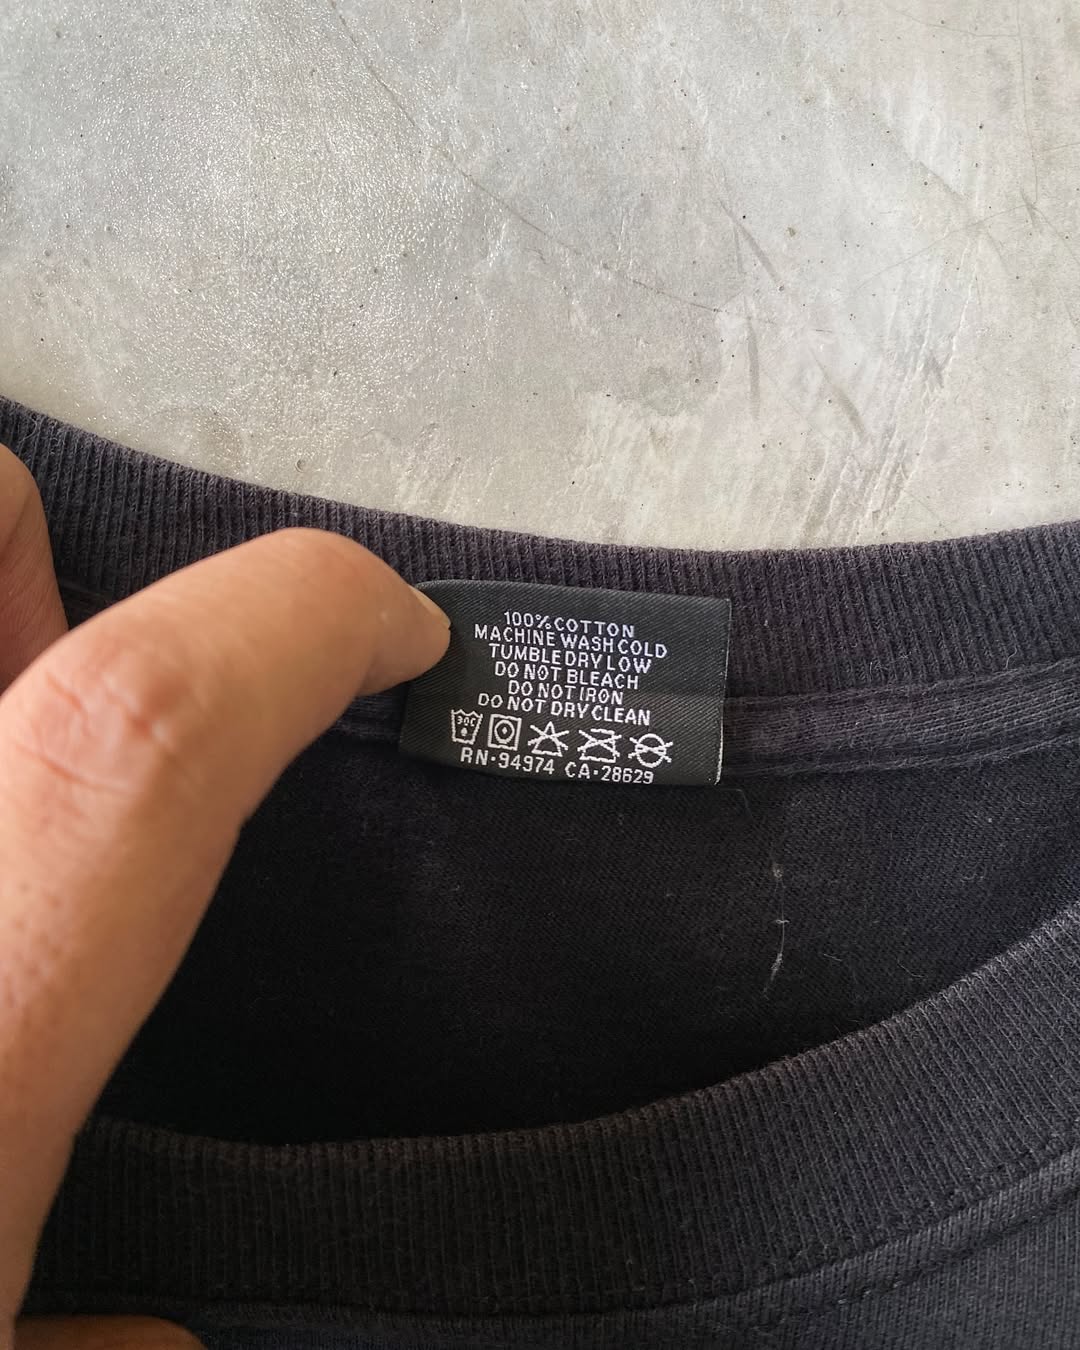 100% COTTON
MACHINE WASH COLD
TUMBLE DRY LOW
DO NOT BLEACH
DO NOT IRON
DO NOT DRY CLEAN
30C
RN·94974 CA·28629